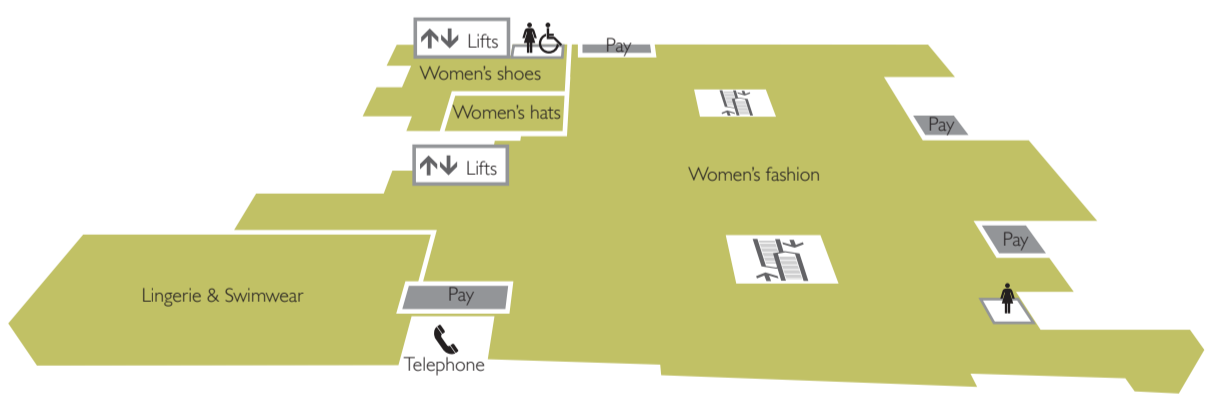 Lifts
Pay
Women's shoes
Women's hats
Pay
Lifts
Women's fashion
Pay
Lingerie & Swimwear
Pay
Telephone